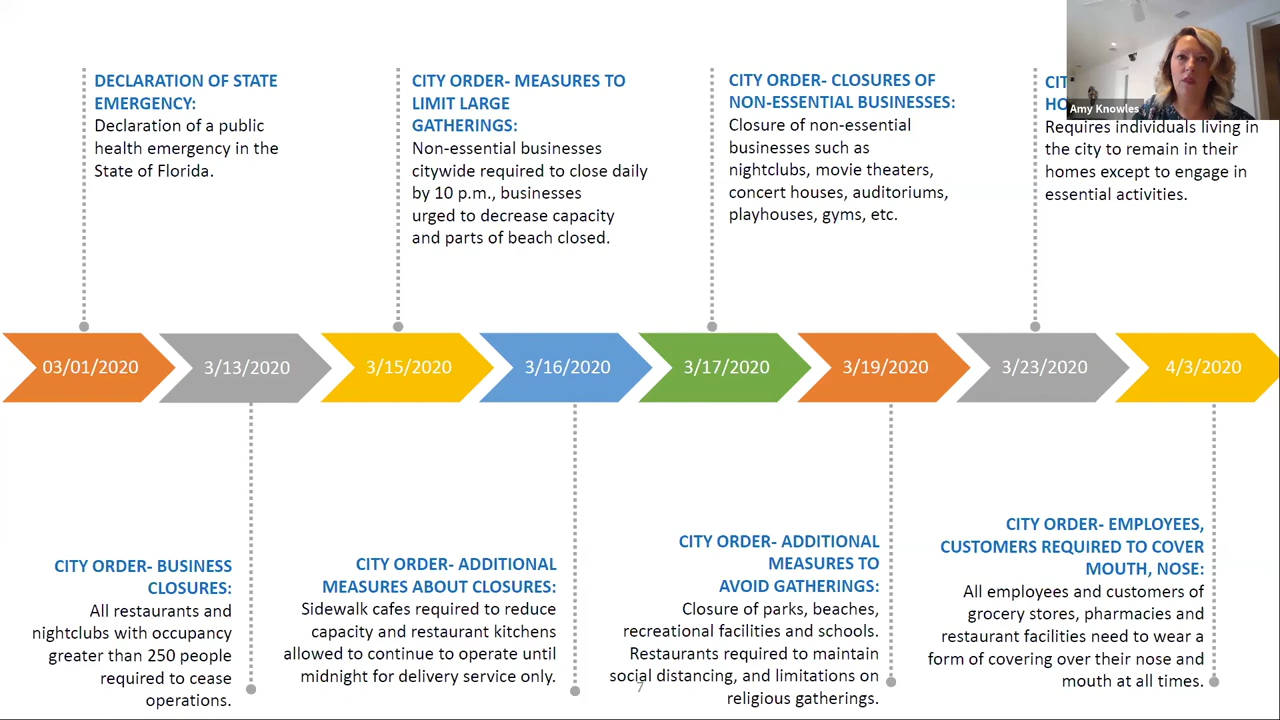 DECLARATION OF STATE
EMERGENCY:
Declaration of a public
health emergency in the
State of Florida.
CITY ORDER- MEASURES TO
LIMIT LARGE
GATHERINGS:
Non-essential businesses
citywide required to close daily
by 10 p.m., businesses
urged to decrease capacity
and parts of beach closed.
CITY ORDER- CLOSURES OF
NON-ESSENTIAL BUSINESSES:
Closure of non-essential
businesses such as
nightclubs, movie theaters,
concert houses, auditoriums,
playhouses, gyms, etc.
Amy Knowles
Requires individuals living in
the city to remain in their
homes except to engage in
essential activities.
03/01/2020
3/13/2020
3/15/2020
3/16/2020
3/17/2020
3/19/2020
3/23/2020
4/3/2020
CITY ORDER- BUSINESS
CLOSURES:
All restaurants and
nightclubs with occupancy
greater than 250 people
required to cease
operations.
CITY ORDER- ADDITIONAL
MEASURES ABOUT CLOSURES:
Sidewalk cafes required to reduce
capacity and restaurant kitchens
allowed to continue to operate until
midnight for delivery service only.
CITY ORDER- ADDITIONAL
MEASURES TO
AVOID GATHERINGS:
Closure of parks, beaches,
recreational facilities and schools.
Restaurants required to maintain
social distancing, and limitations on
religious gatherings.
7
CITY ORDER- EMPLOYEES,
CUSTOMERS REQUIRED TO COVER
MOUTH, NOSE:
All employees and customers of
grocery stores, pharmacies and
restaurant facilities need to wear a
form of covering over their nose and
mouth at all times.